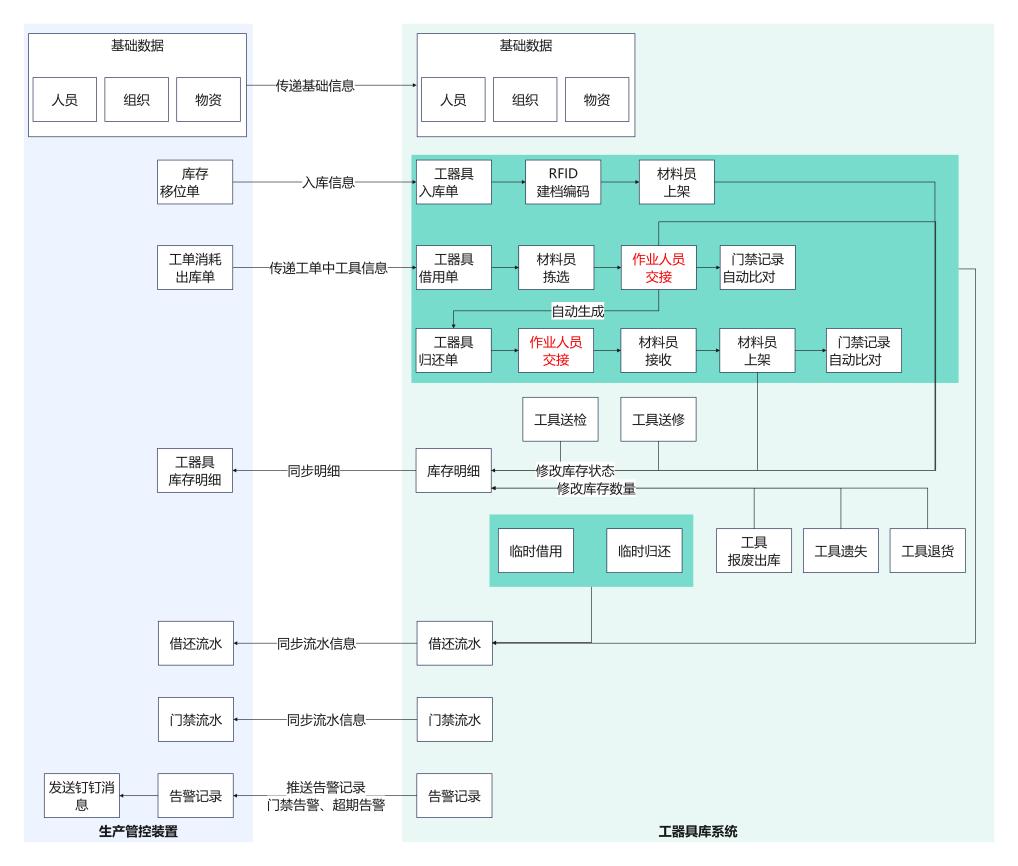 基础数据
人员
组织
物资
传递基础信息
基础数据
人员
组织
物资
库存
移位单
入库信息
工器具
入库单
RFID
建档编码
材料员
上架
工单消耗
出库单
传递工单中工具信息
工器具
借用单
材料员
拣选
作业人员
交接
门禁记录
自动比对
自动生成
工器具
归还单
作业人员
交接
材料员
接收
材料员
上架
门禁记录
自动比对
工具送检
工具送修
工器具
库存明细
同步明细
库存明细
修改库存状态
修改库存数量
临时借用
临时归还
工具
报废出库
工具遗失
工具退货
借还流水
同步流水信息
借还流水
门禁流水
同步流水信息
门禁流水
发送钉钉消
息
告警记录
推送告警记录
门禁告警、超期告警
告警记录
生产管控装置
工器具库系统